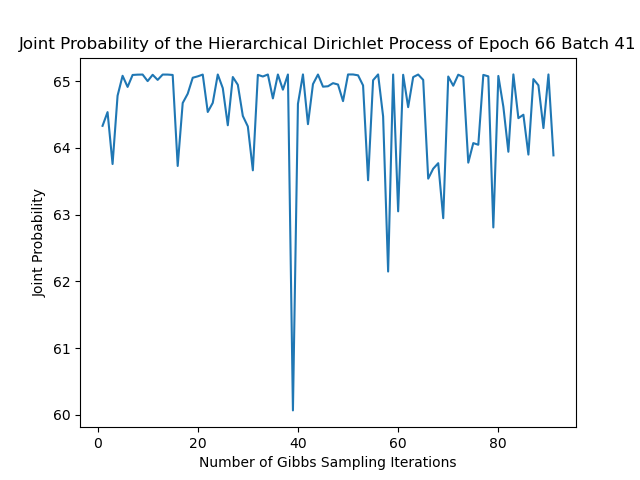 Joint Probability of the Hierarchical Dirichlet Process of Epoch 66 Batch 41
65
64
63
62
61
60
Joint Probability
0 20 40 60 80
Number of Gibbs Sampling Iterations